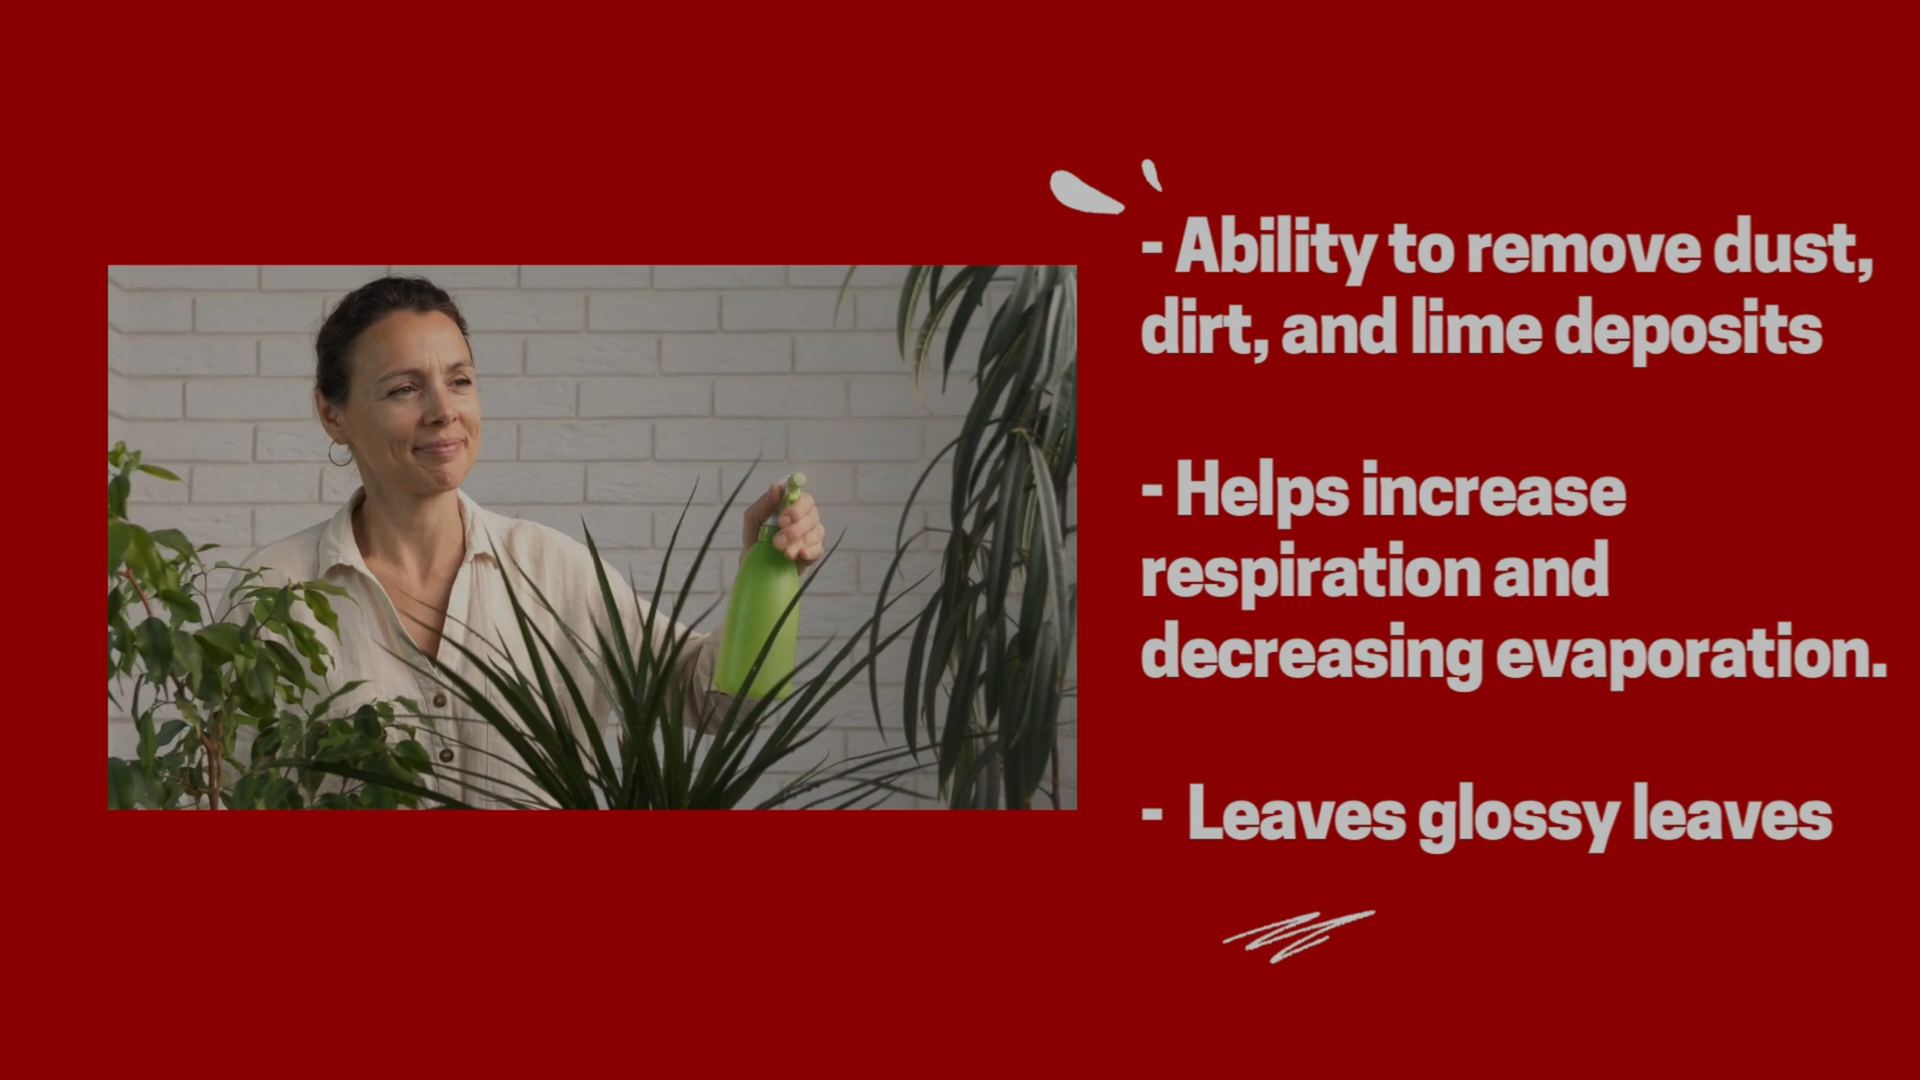 - Ability to remove dust,
dirt, and lime deposits
- Helps increase
respiration and
decreasing evaporation.
- Leaves glossy leaves